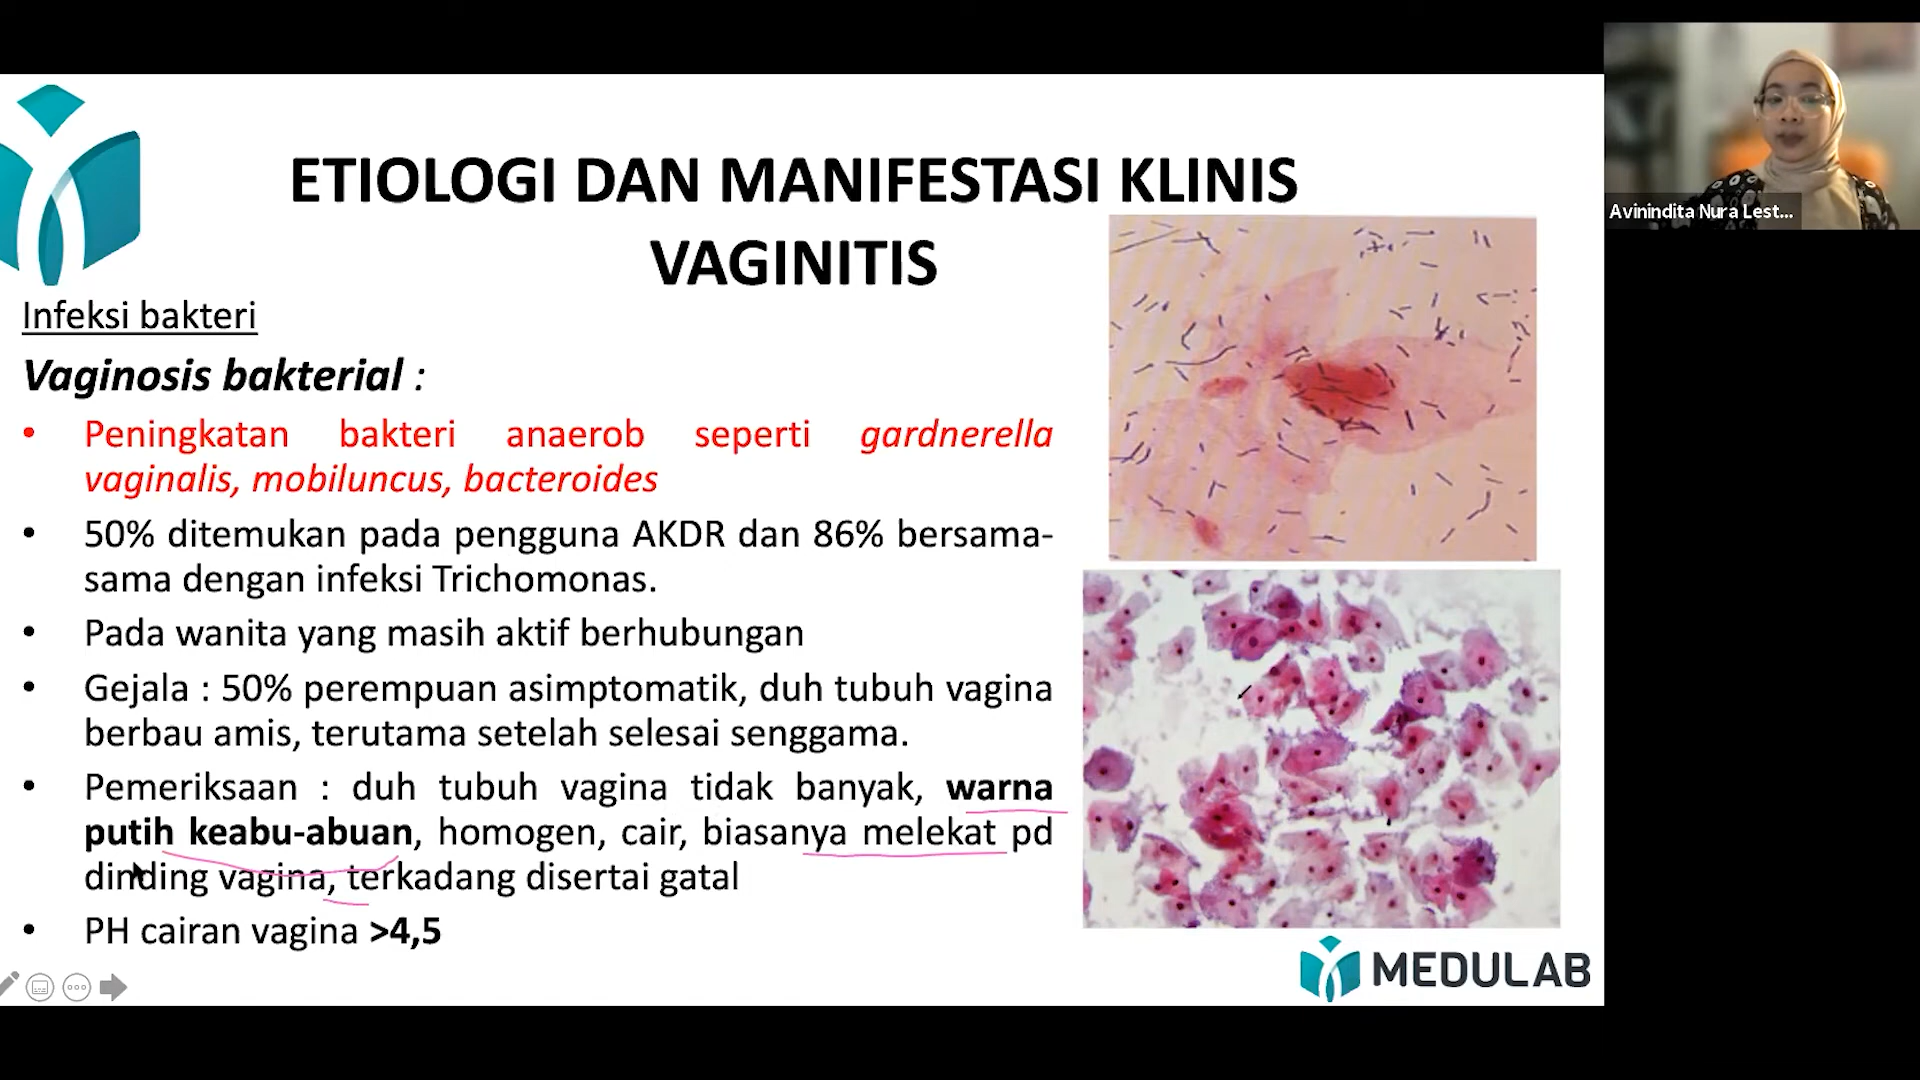 ETIOLOGI DAN MANIFESTASI KLINIS
VAGINITIS
Infeksi bakteri
Vaginosis bakterial :
• Peningkatan bakteri anaerob seperti gardnerella
vaginalis, mobiluncus, bacteroides
• 50% ditemukan pada pengguna AKDR dan 86% bersama-
sama dengan infeksi Trichomonas.
• Pada wanita yang masih aktif berhubungan
• Gejala : 50% perempuan asimptomatik, duh tubuh vagina
berbau amis, terutama setelah selesai senggama.
• Pemeriksaan : duh tubuh vagina tidak banyak, warna
putih keabu-abuan, homogen, cair, biasanya melekat pd
dinding vagina, terkadang disertai gatal
• PH cairan vagina >4,5
MEDULAB
Avinindita Nura Lest...